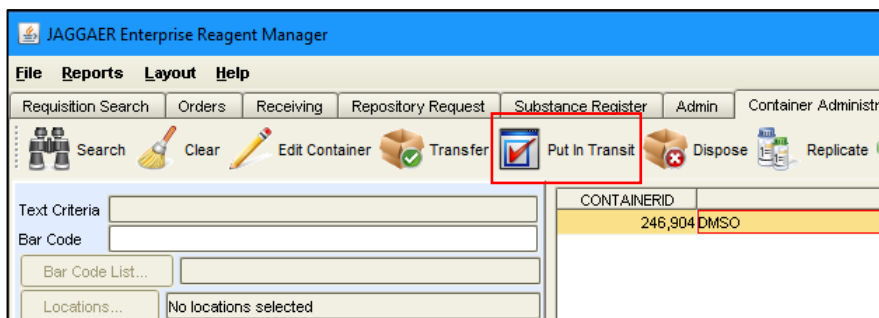 JAGGAER Enterprise Reagent Manager
File Reports Layout Help
Requisition Search Orders Receiving Repository Request Substance Register Admin Container Administr
Search Clear Edit Container Transfer Put In Transit Dispose Replicate
Text Criteria
CONTAINERID
246,904 DMSO
Bar Code
Bar Code List...
Locations... No locations selected